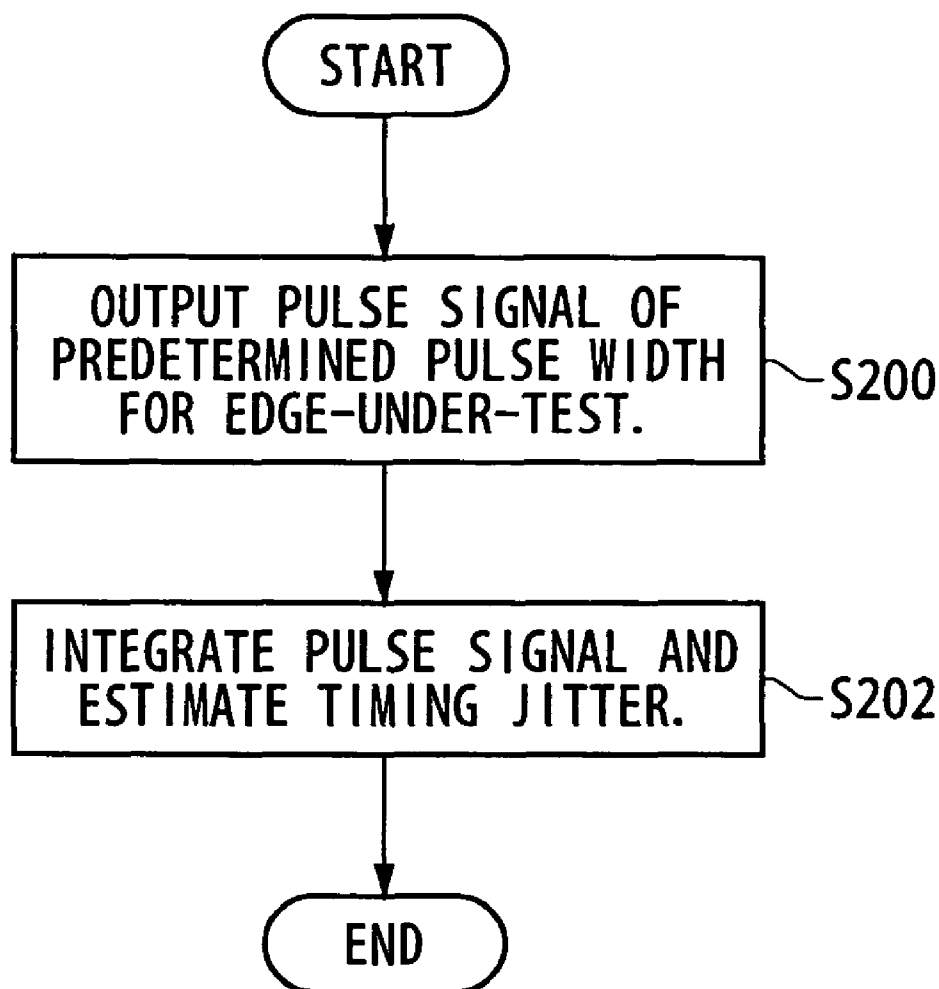 START
OUTPUT PULSE SIGNAL OF
PREDETERMINED PULSE WIDTH
FOR EDGE-UNDER-TEST.
S200
INTEGRATE PULSE SIGNAL AND
ESTIMATE TIMING JITTER.
S202
END